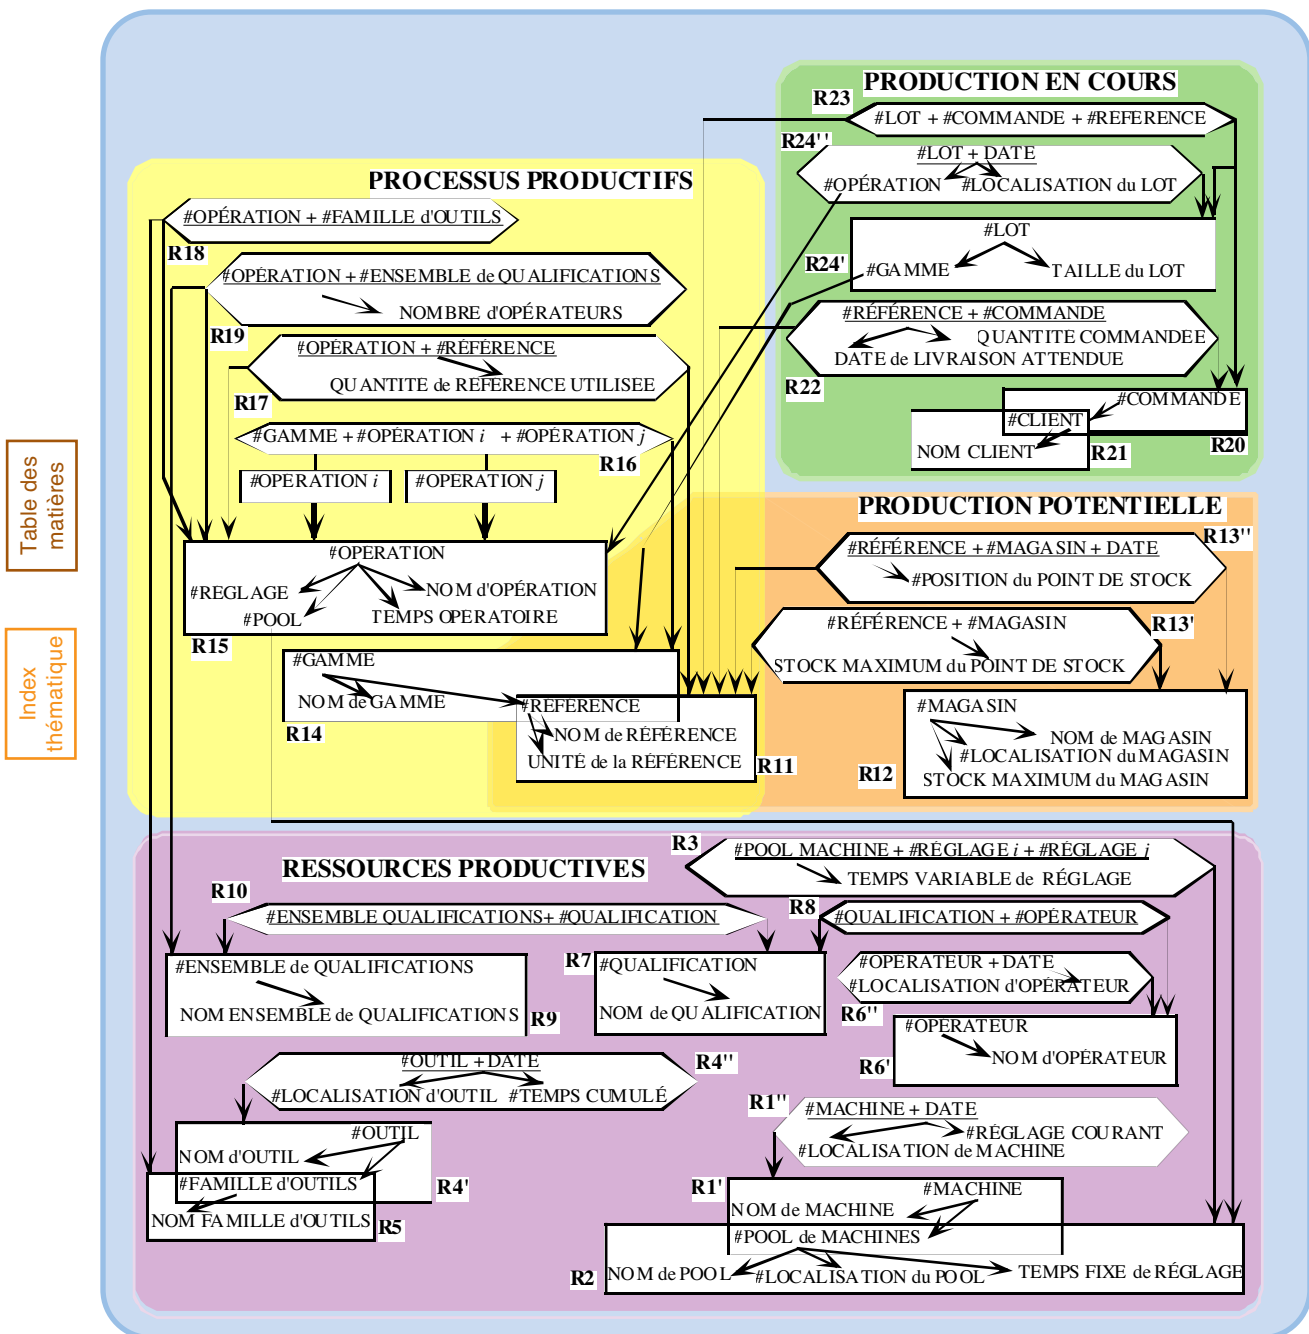 PRODUCTION EN COURS
R23
#LOT + #COMMANDE + #REFERENCE
R24''
#LOT + DATE
#OPÉRATION #LOCALISATION du LOT
#LOT
R24'
#GAMME
TAILLE du LOT
#RÉFÉRENCE + #COMMANDE
QUANTITE COMMANDEE
DATE de LIVRAISON ATTENDUE
R22
#COMMANDE
#CLIENT
NOM CLIENT
R21
R20
PROCESSUS PRODUCTIFS
#OPÉRATION + #FAMILLE d'OUTILS
R18
#OPÉRATION + #ENSEMBLE de QUALIFICATIONS
NOMBRE d'OPÉRATEURS
R19
#OPÉRATION + #RÉFÉRENCE
QUANTITE de REFERENCE UTILISEE
R17
#GAMME + #OPÉRATION i + #OPÉRATION j
R16
#OPERATION i
#OPERATION j
#OPERATION
#REGLAGE
NOM d'OPÉRATION
#POOL
TEMPS OPERATOIRE
R15
#GAMME
NOM de GAMME
R14
#REFERENCE
NOM de RÉFÉRENCE
UNITÉ de la RÉFÉRENCE
R11
PRODUCTION POTENTIELLE
R13''
#RÉFÉRENCE + #MAGASIN + DATE
#POSITION du POINT DE STOCK
R13'
#RÉFÉRENCE + #MAGASIN
STOCK MAXIMUM du POINT DE STOCK
#MAGASIN
NOM de MAGASIN
#LOCALISATION du MAGASIN
STOCK MAXIMUM du MAGASIN
R12
Table des
matières
Index
thématique
RESSOURCES PRODUCTIVES
R3
#POOL MACHINE + #RÉGLAGE i + #RÉGLAGE j
TEMPS VARIABLE de RÉGLAGE
R10
#ENSEMBLE QUALIFICATIONS+ #QUALIFICATION
R8
#QUALIFICATION + #OPÉRATEUR
#ENSEMBLE de QUALIFICATIONS
NOM ENSEMBLE de QUALIFICATIONS
R9
R7
#QUALIFICATION
NOM de QUALIFICATION
#OPERATEUR + DATE
#LOCALISATION d'OPÉRATEUR
R6''
#OPERATEUR
NOM d'OPÉRATEUR
R6'
#OUTIL + DATE
R4''
#LOCALISATION d'OUTIL #TEMPS CUMULÉ
#OUTIL
NOM d'OUTIL
#FAMILLE d'OUTILS
R4'
NOM FAMILLE d'OUTILS
R5
R1''
#MACHINE + DATE
#RÉGLAGE COURANT
#LOCALISATION de MACHINE
R1'
#MACHINE
NOM de MACHINE
#POOL de MACHINES
R2
NOM de POOL
#LOCALISATION du POOL
TEMPS FIXE de RÉGLAGE